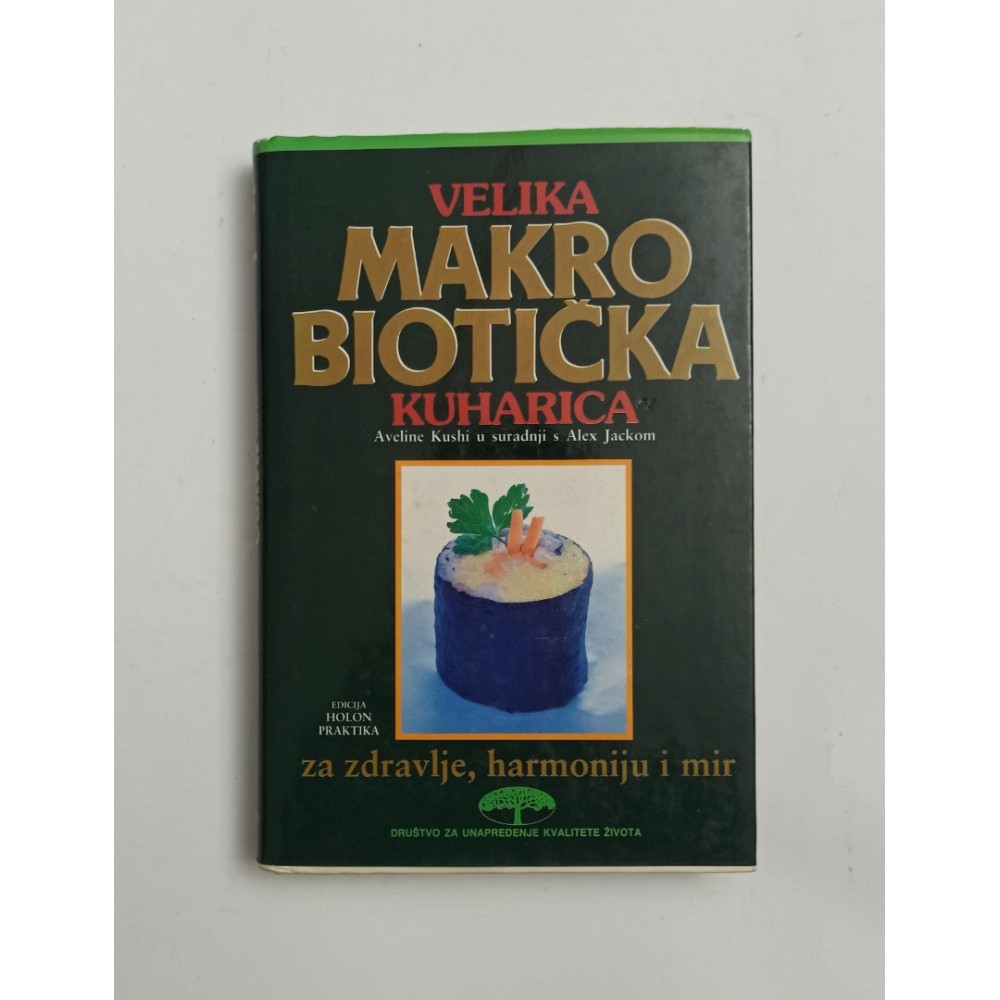 VELIKA
MAKRO
BIOTIČKA
KUHARICA
Aveline Kushi u suradnji s Alex Jackom
EDICIJA
HOLON
PRAKTIKA
za zdravlje, harmoniju i mir
DRUŠTVO ZA UNAPREĐENJE KVALITETE ŽIVOTA